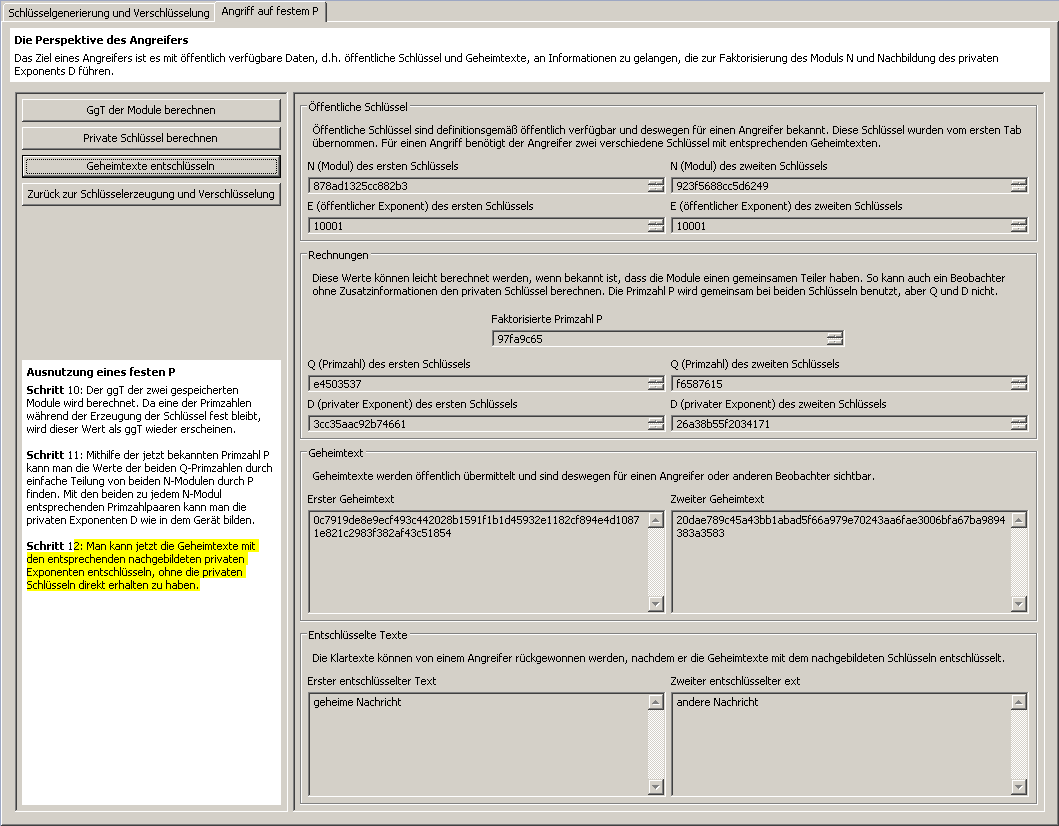 Schlüsselgenerierung und Verschlüsselung
Angriff auf festem P
Die Perspektive des Angreifers
Das Ziel eines Angreifers ist es mit öffentlich verfügbare Daten, d.h. öffentliche Schlüssel und Geheimtexte, an Informationen zu gelangen, die zur Faktorisierung des Moduls N und Nachbildung des privaten
Exponents D führen.
GgT der Module berechnen
Private Schlüssel berechnen
Geheimtexte entschlüsseln
Zurück zur Schlüsselerzeugung und Verschlüsselung
Ausnutzung eines festen P
Schritt 10: Der ggT der zwei gespeicherten
Module wird berechnet. Da eine der Primzahlen
während der Erzeugung der Schlüssel fest bleibt,
wird dieser Wert als ggT wieder erscheinen.
Schritt 11: Mithilfe der jetzt bekannten Primzahl P
kann man die Werte der beiden Q-Primzahlen durch
einfache Teilung von beiden N-Modulen durch P
finden. Mit den beiden zu jedem N-Modul
entsprechenden Primzahlpaaren kann man die
privaten Exponenten D wie in dem Gerät bilden.
Schritt 12: Man kann jetzt die Geheimtexte mit
den entsprechenden nachgebildeten privaten
Exponenten entschlüsseln, ohne die privaten
Schlüsseln direkt erhalten zu haben.
Öffentliche Schlüssel
Öffentliche Schlüssel sind definitionsgemäß öffentlich verfügbar und deswegen für einen Angreifer bekannt. Diese Schlüssel wurden vom ersten Tab
übernommen. Für einen Angriff benötigt der Angreifer zwei verschiedene Schlüssel mit entsprechenden Geheimtexten.
N (Modul) des ersten Schlüssels
N (Modul) des zweiten Schlüssels
878ad1325cc882b3
923f5688cc5d6249
E (öffentlicher Exponent) des ersten Schlüssels
E (öffentlicher Exponent) des zweiten Schlüssels
10001
10001
Rechnungen
Diese Werte können leicht berechnet werden, wenn bekannt ist, dass die Module einen gemeinsamen Teiler haben. So kann auch ein Beobachter
ohne Zusatzinformationen den privaten Schlüssel berechnen. Die Primzahl P wird gemeinsam bei beiden Schlüsseln benutzt, aber Q und D nicht.
Faktorisierte Primzahl P
97fa9c65
Q (Primzahl) des ersten Schlüssels
Q (Primzahl) des zweiten Schlüssels
e4503537
f6587615
D (privater Exponent) des ersten Schlüssels
D (privater Exponent) des zweiten Schlüssels
3cc35aac92b74661
26a38b55f2034171
Geheimtext
Geheimtexte werden öffentlich übermittelt und sind deswegen für einen Angreifer oder anderen Beobachter sichtbar.
Erster Geheimtext
Zweiter Geheimtext
0c7919de8e9ecf493c442028b1591f1b1d45932e1182cf894e4d1087
1e821c2983f382af43c51854
20dae789c45a43bb1abad5f66a979e70243aa6fae3006bfa67ba9894
383a3583
Entschlüsselte Texte
Die Klartexte können von einem Angreifer rückgewonnen werden, nachdem er die Geheimtexte mit dem nachgebildeten Schlüsseln entschlüsselt.
Erster entschlüsselter Text
Zweiter entschlüsselter ext
geheime Nachricht
andere Nachricht